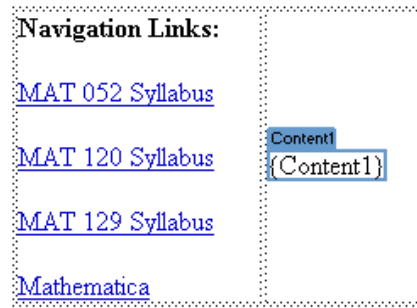 Navigation Links:
MAT 052 Syllabus
MAT 120 Syllabus
MAT 129 Syllabus
Mathematica
Content1
{Content1}